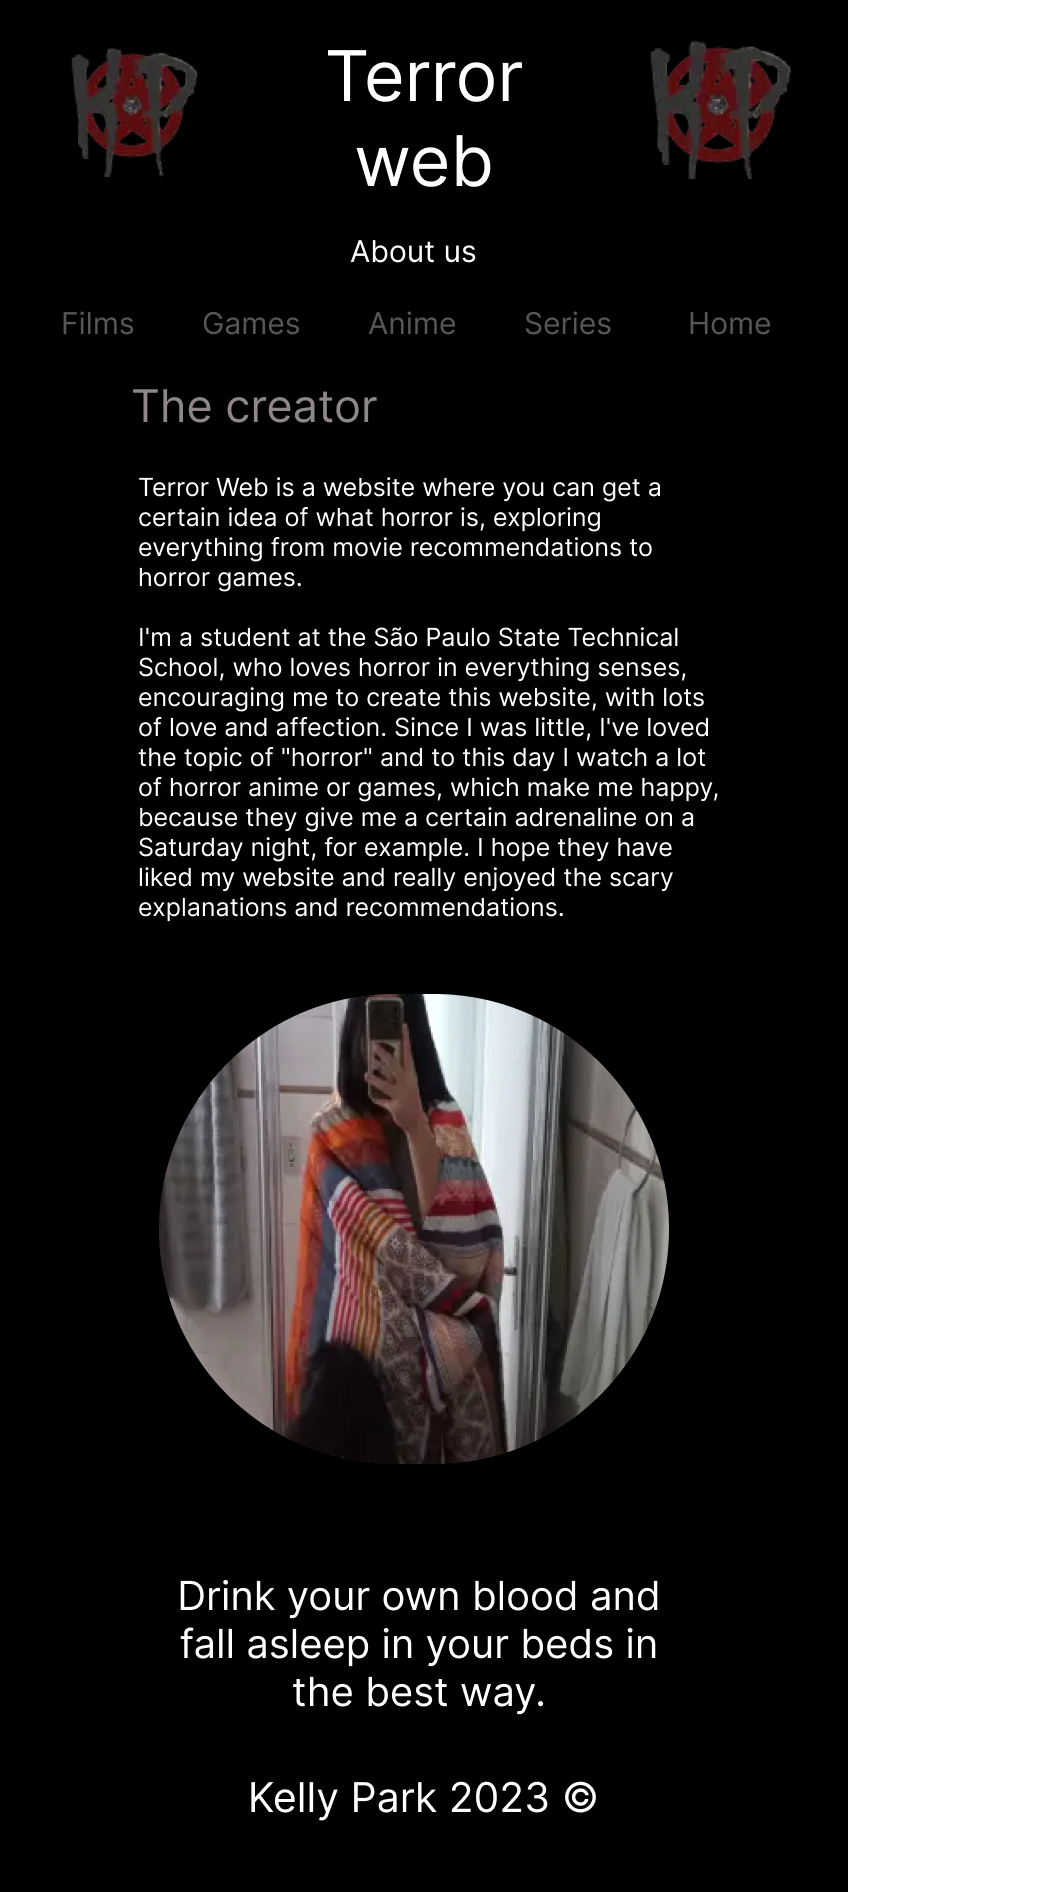 KP
Terror
web
KP
About us
Films Games Anime Series Home
The creator
Terror Web is a website where you can get a
certain idea of what horror is, exploring
everything from movie recommendations to
horror games.
I'm a student at the São Paulo State Technical
School, who loves horror in everything senses,
encouraging me to create this website, with lots
of love and affection. Since I was little, I've loved
the topic of "horror" and to this day I watch a lot
of horror anime or games, which make me happy,
because they give me a certain adrenaline on a
Saturday night, for example. I hope they have
liked my website and really enjoyed the scary
explanations and recommendations.
Drink your own blood and
fall asleep in your beds in
the best way.
Kelly Park 2023 ©